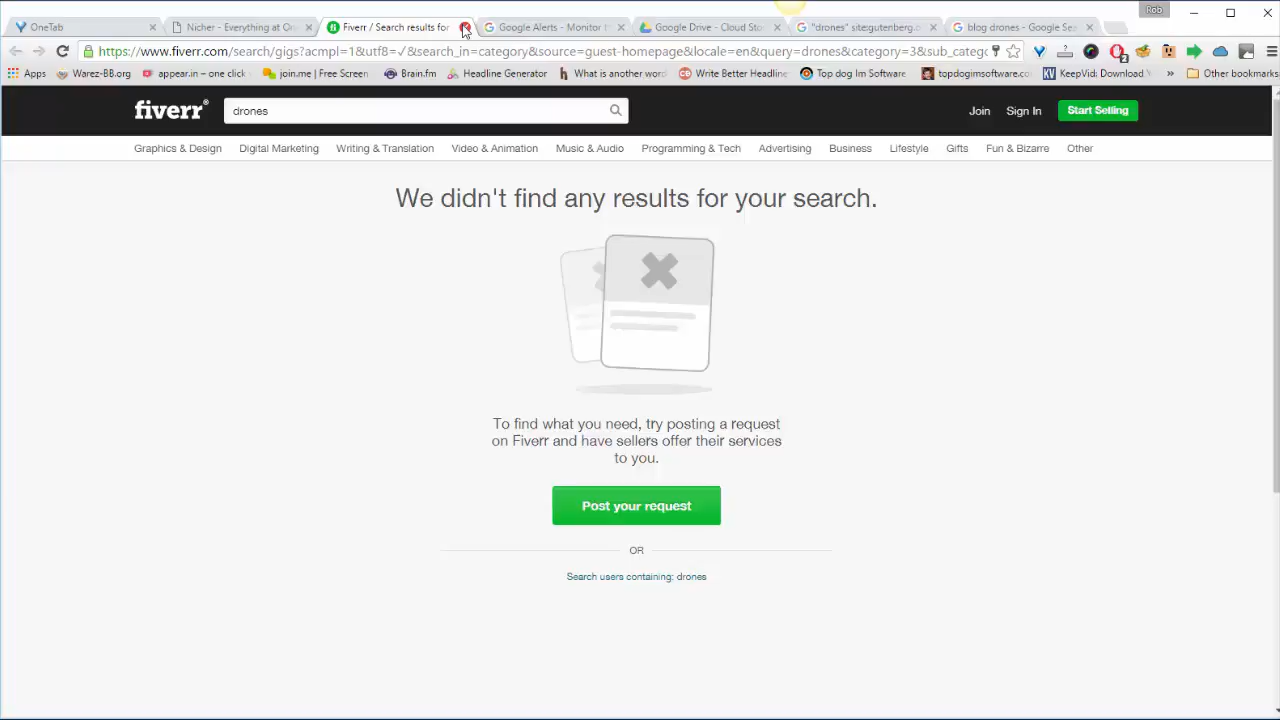 Rob
OneTab
Nicher - Everything at On
Fiverr / Search results for
Google Alerts - Monitor t
Google Drive - Cloud Sto
"drones" sitegutenberg.o
blog drones - Google Sea
https://www.fiverr.com/search/gigs?acmpl=1&utf8=✓&search_in=category&source=guest-homepage&locale=en&query=drones&category=3&sub_catego
2
Apps
Warez-BB.org
appear.in – one click
join.me | Free Screen
Brain.fm
Headline Generator
What is another word
Write Better Headline
Top dog Im Software
topdogimsoftware.co
KeepVid: Download
»
Other bookmarks
fiverr®
drones
Join
Sign In
Start Selling
Graphics & Design
Digital Marketing
Writing & Translation
Video & Animation
Music & Audio
Programming & Tech
Advertising
Business
Lifestyle
Gifts
Fun & Bizarre
Other
We didn't find any results for your search.
To find what you need, try posting a request
on Fiverr and have sellers offer their services
to you.
Post your request
OR
Search users containing: drones